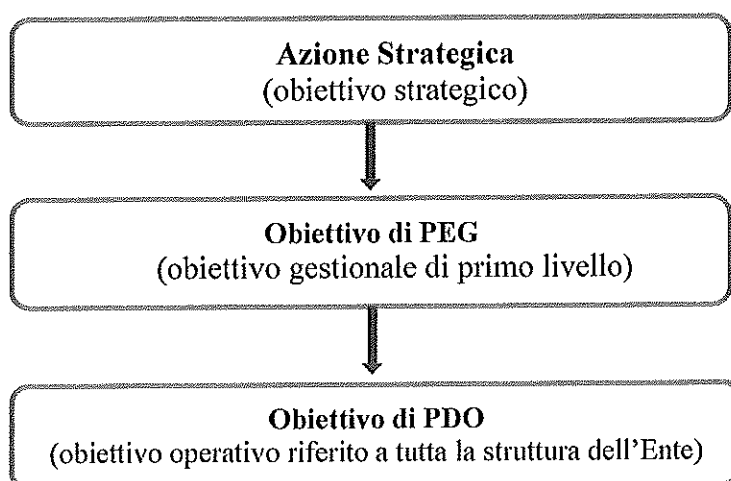 Azione Strategica
(obiettivo strategico)
Obiettivo di PEG
(obiettivo gestionale di primo livello)
Obiettivo di PDO
(obiettivo operativo riferito a tutta la struttura dell'Ente)